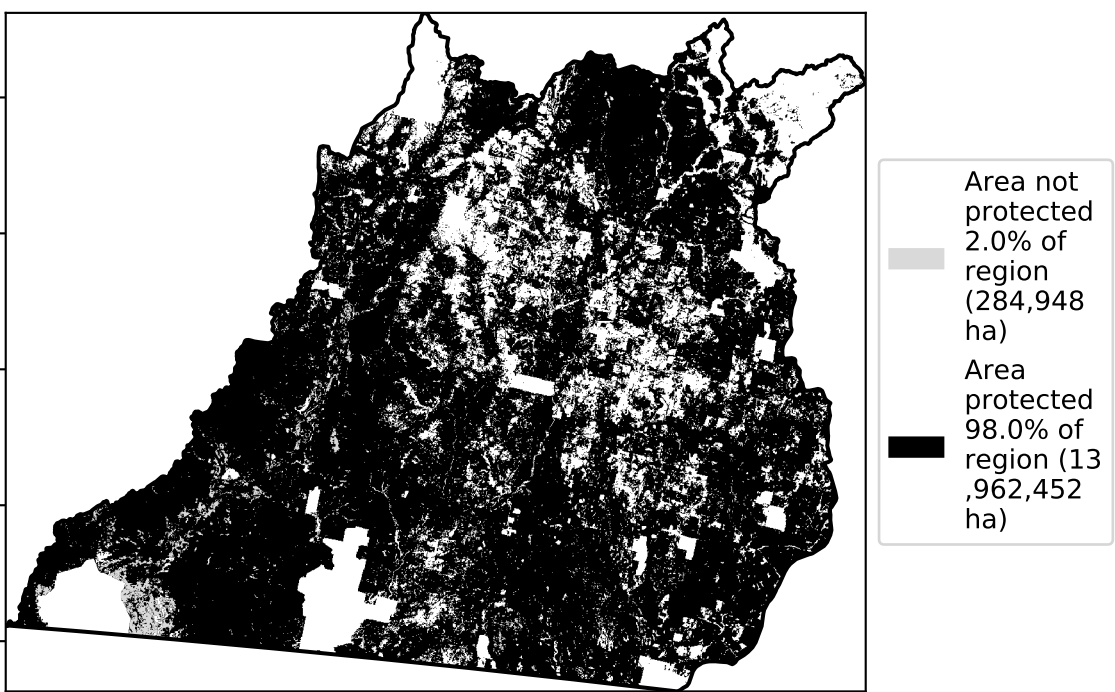 Area not
protected
2.0% of
region
(284,948
ha)
Area
protected
98.0% of
region (13
,962,452
ha)